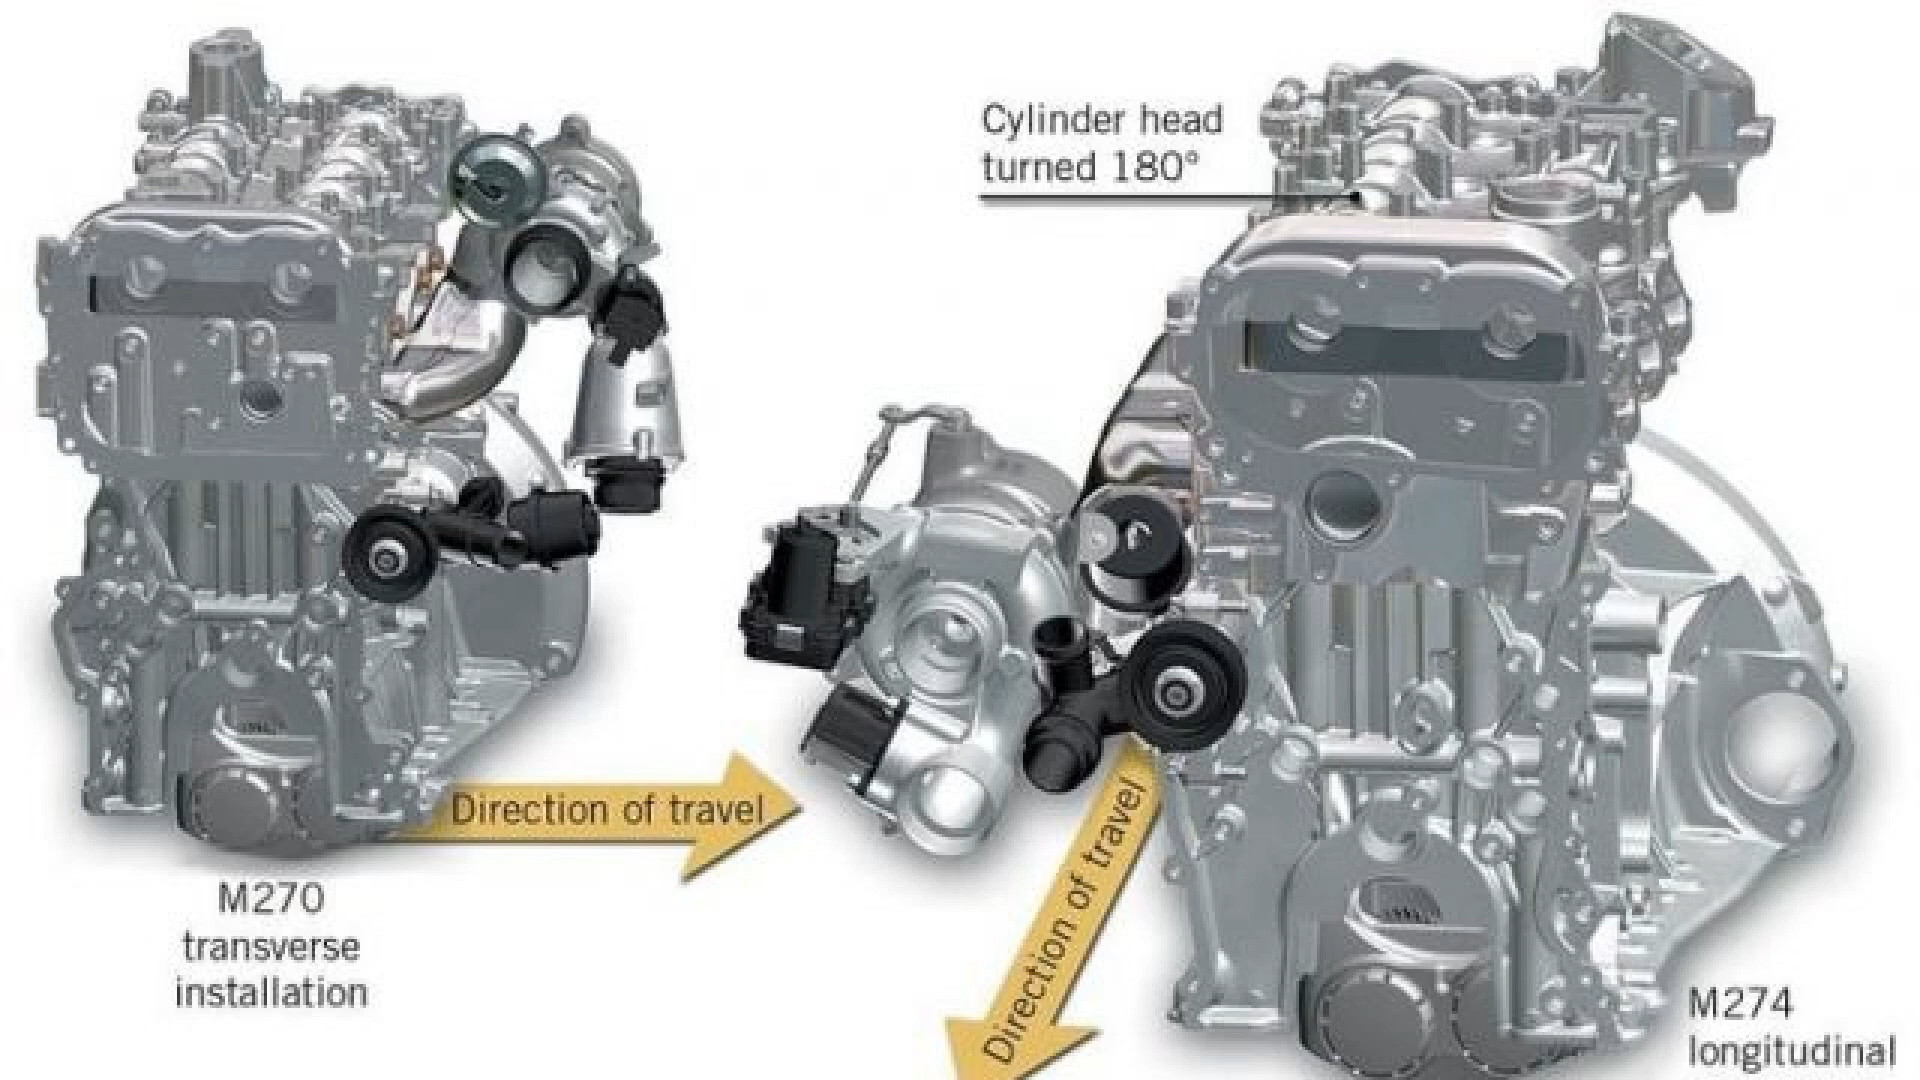 Cylinder head
turned 180°
Direction of travel
M270
transverse
installation
Direction of travel
M274
longitudinal